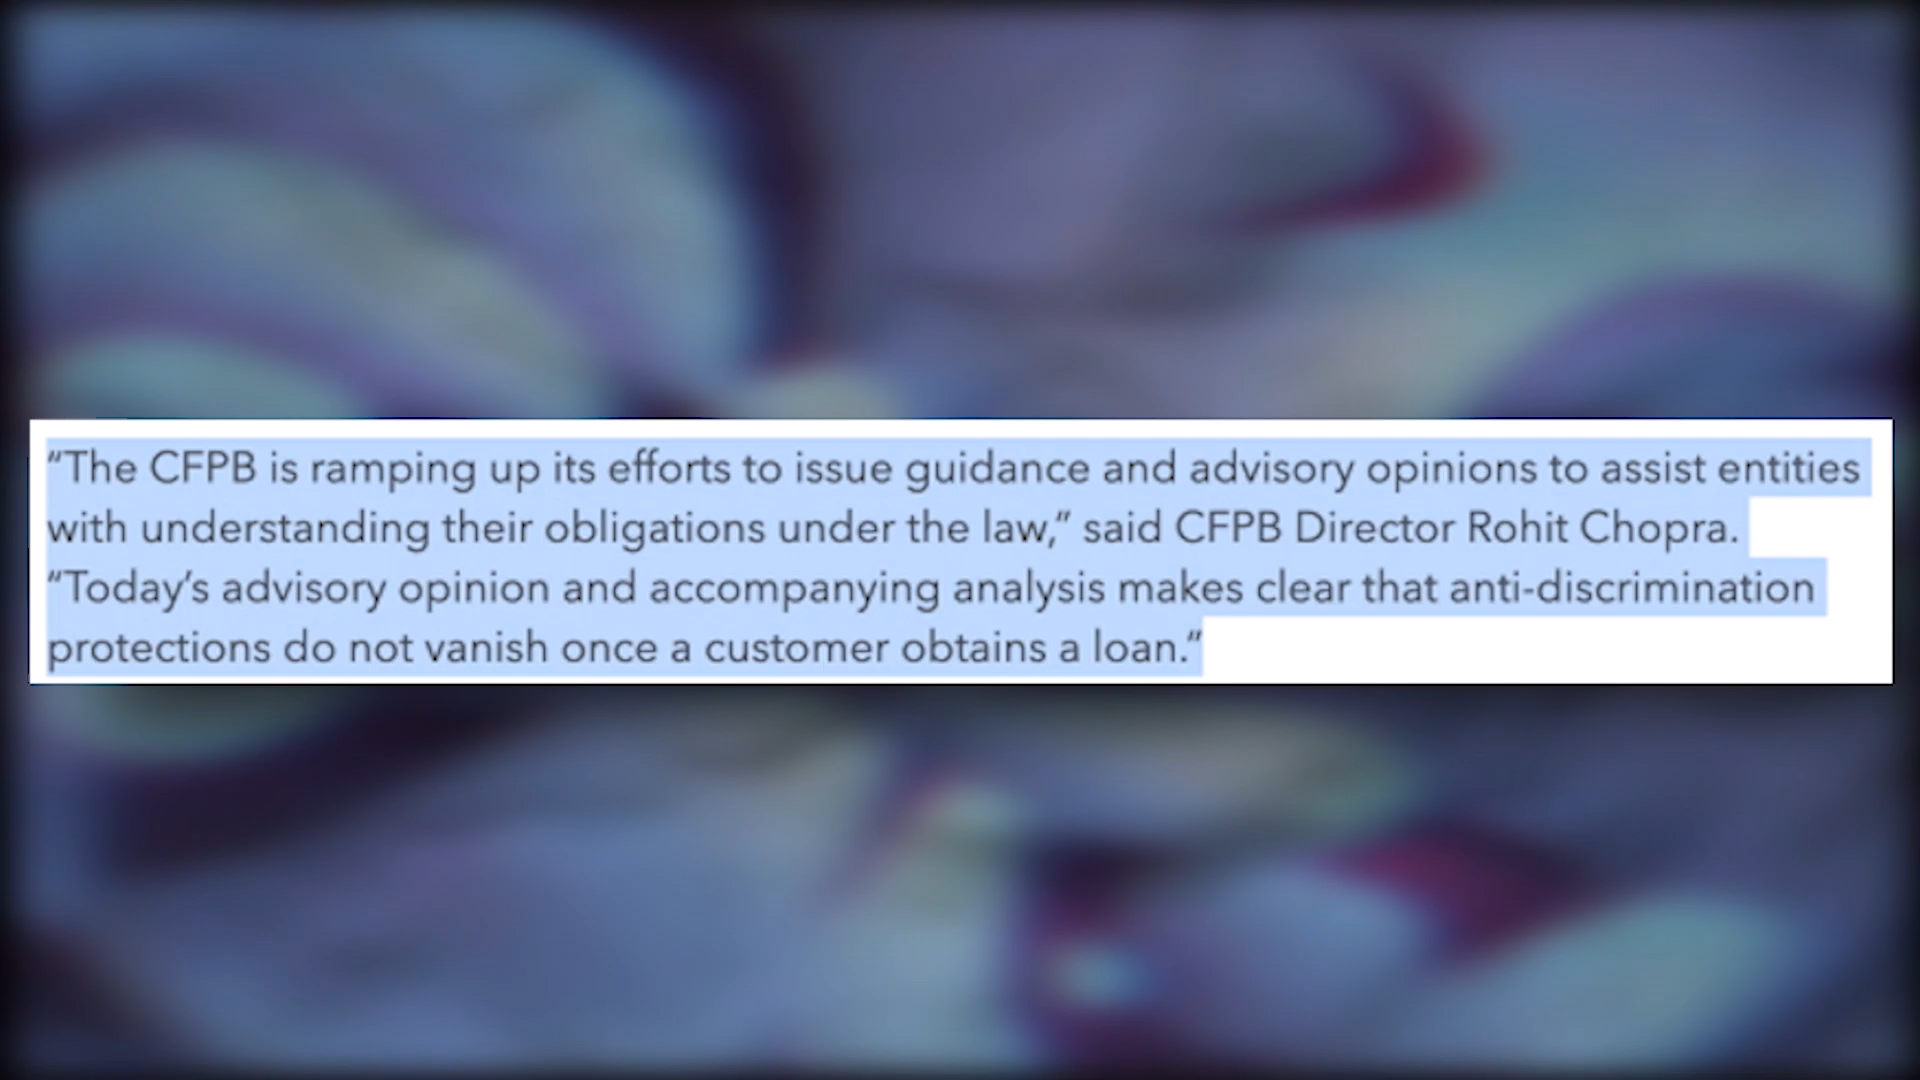 “The CFPB is ramping up its efforts to issue guidance and advisory opinions to assist entities
with understanding their obligations under the law,” said CFPB Director Rohit Chopra.
“Today’s advisory opinion and accompanying analysis makes clear that anti-discrimination
protections do not vanish once a customer obtains a loan.”